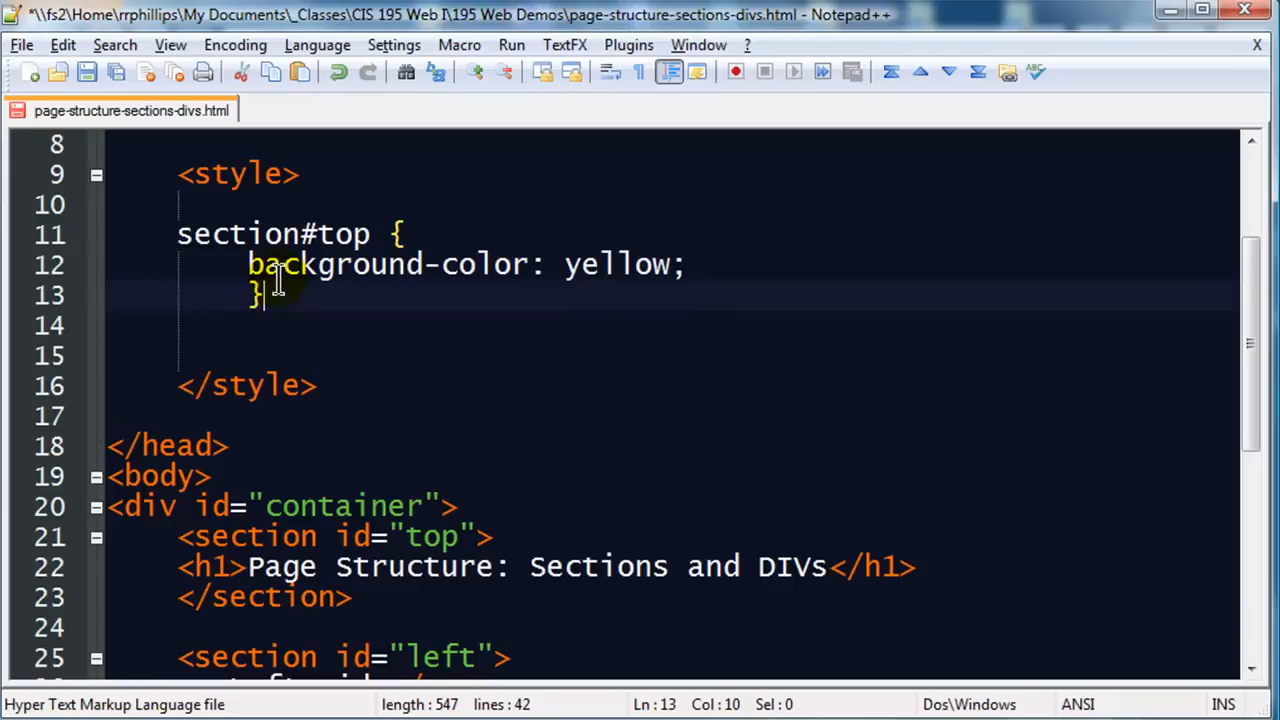 *\\fs2\Home\rrphillips\My Documents\_Classes\CIS 195 Web I\195 Web Demos\page-structure-sections-divs.html - Notepad++
File Edit Search View Encoding Language Settings Macro Run TextFX Plugins Window ? X
page-structure-sections-divs.html
8
9 <style>
10
11 section#top {
12 background-color: yellow;
13 }
14
15
16 </style>
17
18 </head>
19 <body>
20 <div id="container">
21 <section id="top">
22 <h1>Page Structure: Sections and DIVs</h1>
23 </section>
24
25 <section id="left">
Hyper Text Markup Language file length : 547 lines : 42 Ln : 13 Col : 10 Sel : 0 Dos\Windows ANSI INS